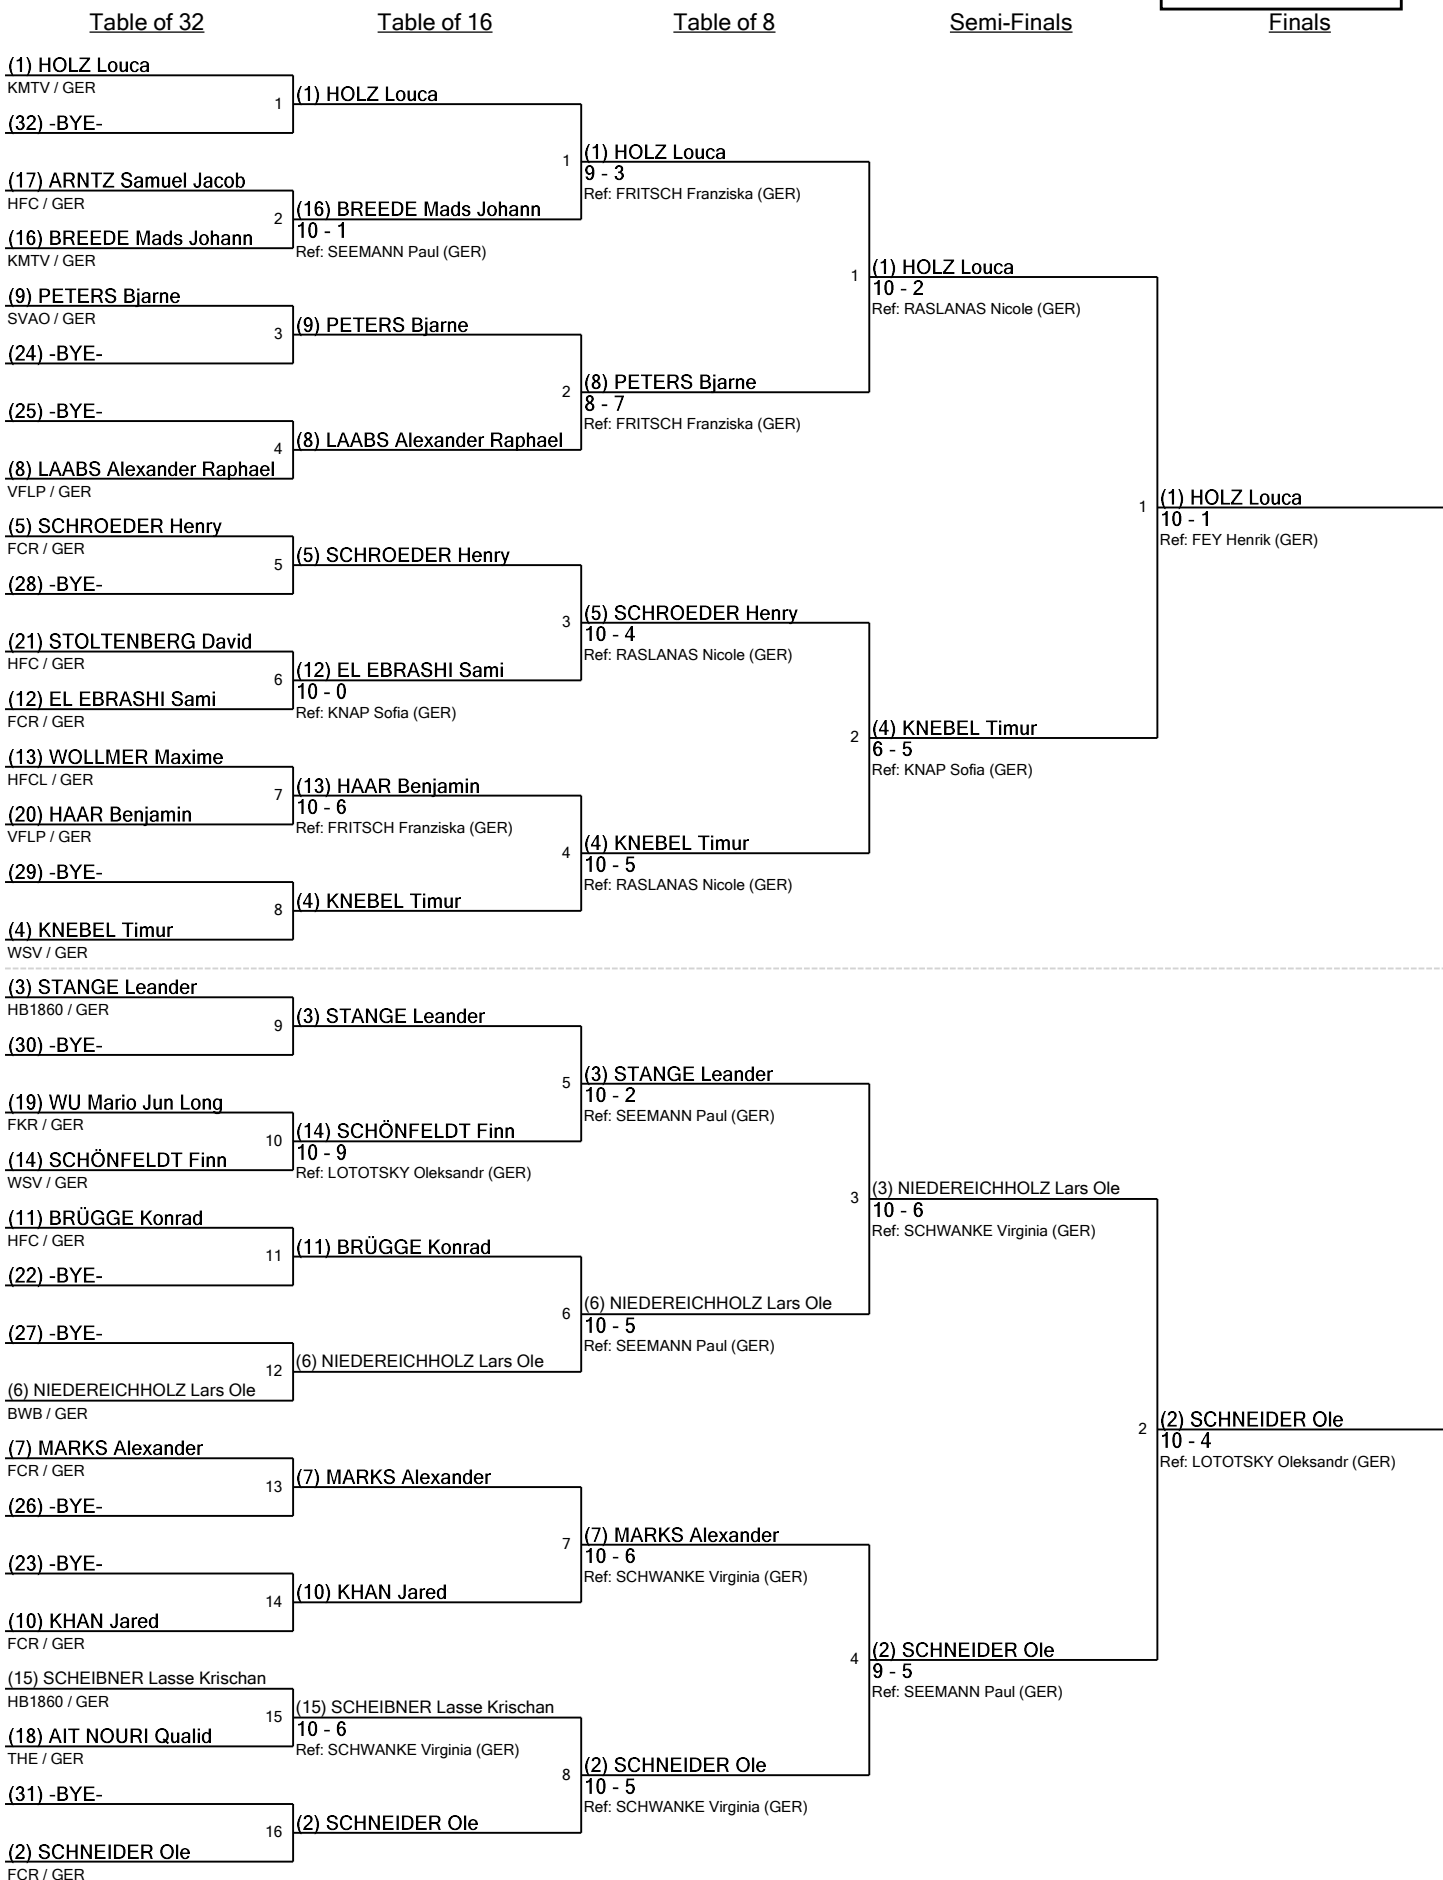 Table of 32
Table of 16
Table of 8
Semi-Finals
Finals
(1) HOLZ Louca
KMTV / GER
1
(32) -BYE-
(17) ARNTZ Samuel Jacob
HFC / GER
2
(16) BREEDE Mads Johann
KMTV / GER
(9) PETERS Bjarne
SVAO / GER
3
(24) -BYE-
(25) -BYE-
4
(8) LAABS Alexander Raphael
VFLP / GER
(5) SCHROEDER Henry
FCR / GER
5
(28) -BYE-
(21) STOLTENBERG David
HFC / GER
6
(12) EL EBRASHI Sami
FCR / GER
(13) WOLLMER Maxime
HFCL / GER
7
(20) HAAR Benjamin
VFLP / GER
(29) -BYE-
8
(4) KNEBEL Timur
WSV / GER
(3) STANGE Leander
HB1860 / GER
9
(30) -BYE-
(19) WU Mario Jun Long
FKR / GER
10
(14) SCHÖNFELDT Finn
WSV / GER
(11) BRÜGGE Konrad
HFC / GER
11
(22) -BYE-
(27) -BYE-
12
(6) NIEDEREICHHOLZ Lars Ole
BWB / GER
(7) MARKS Alexander
FCR / GER
13
(26) -BYE-
(23) -BYE-
14
(10) KHAN Jared
FCR / GER
(15) SCHEIBNER Lasse Krischan
HB1860 / GER
15
(18) AIT NOURI Qualid
THE / GER
(31) -BYE-
16
(2) SCHNEIDER Ole
FCR / GER
(1) HOLZ Louca
1
(16) BREEDE Mads Johann
10 - 1
Ref: SEEMANN Paul (GER)
(9) PETERS Bjarne
2
(8) LAABS Alexander Raphael
(5) SCHROEDER Henry
3
(12) EL EBRASHI Sami
10 - 0
Ref: KNAP Sofia (GER)
(13) HAAR Benjamin
10 - 6
Ref: FRITSCH Franziska (GER)
4
(4) KNEBEL Timur
(3) STANGE Leander
5
(14) SCHÖNFELDT Finn
10 - 9
Ref: LOTOTSKY Oleksandr (GER)
(11) BRÜGGE Konrad
6
(6) NIEDEREICHHOLZ Lars Ole
(7) MARKS Alexander
7
(10) KHAN Jared
(15) SCHEIBNER Lasse Krischan
10 - 6
Ref: SCHWANKE Virginia (GER)
8
(2) SCHNEIDER Ole
(1) HOLZ Louca
9 - 3
Ref: FRITSCH Franziska (GER)
1
(8) PETERS Bjarne
8 - 7
Ref: FRITSCH Franziska (GER)
(5) SCHROEDER Henry
10 - 4
Ref: RASLANAS Nicole (GER)
2
(4) KNEBEL Timur
10 - 5
Ref: RASLANAS Nicole (GER)
(3) STANGE Leander
10 - 2
Ref: SEEMANN Paul (GER)
3
(6) NIEDEREICHHOLZ Lars Ole
10 - 5
Ref: SEEMANN Paul (GER)
(7) MARKS Alexander
10 - 6
Ref: SCHWANKE Virginia (GER)
4
(2) SCHNEIDER Ole
10 - 5
Ref: SCHWANKE Virginia (GER)
(1) HOLZ Louca
10 - 2
Ref: RASLANAS Nicole (GER)
1
(4) KNEBEL Timur
6 - 5
Ref: KNAP Sofia (GER)
(3) NIEDEREICHHOLZ Lars Ole
10 - 6
Ref: SCHWANKE Virginia (GER)
2
(2) SCHNEIDER Ole
9 - 5
Ref: SEEMANN Paul (GER)
(1) HOLZ Louca
10 - 1
Ref: FEY Henrik (GER)
(2) SCHNEIDER Ole
10 - 4
Ref: LOTOTSKY Oleksandr (GER)